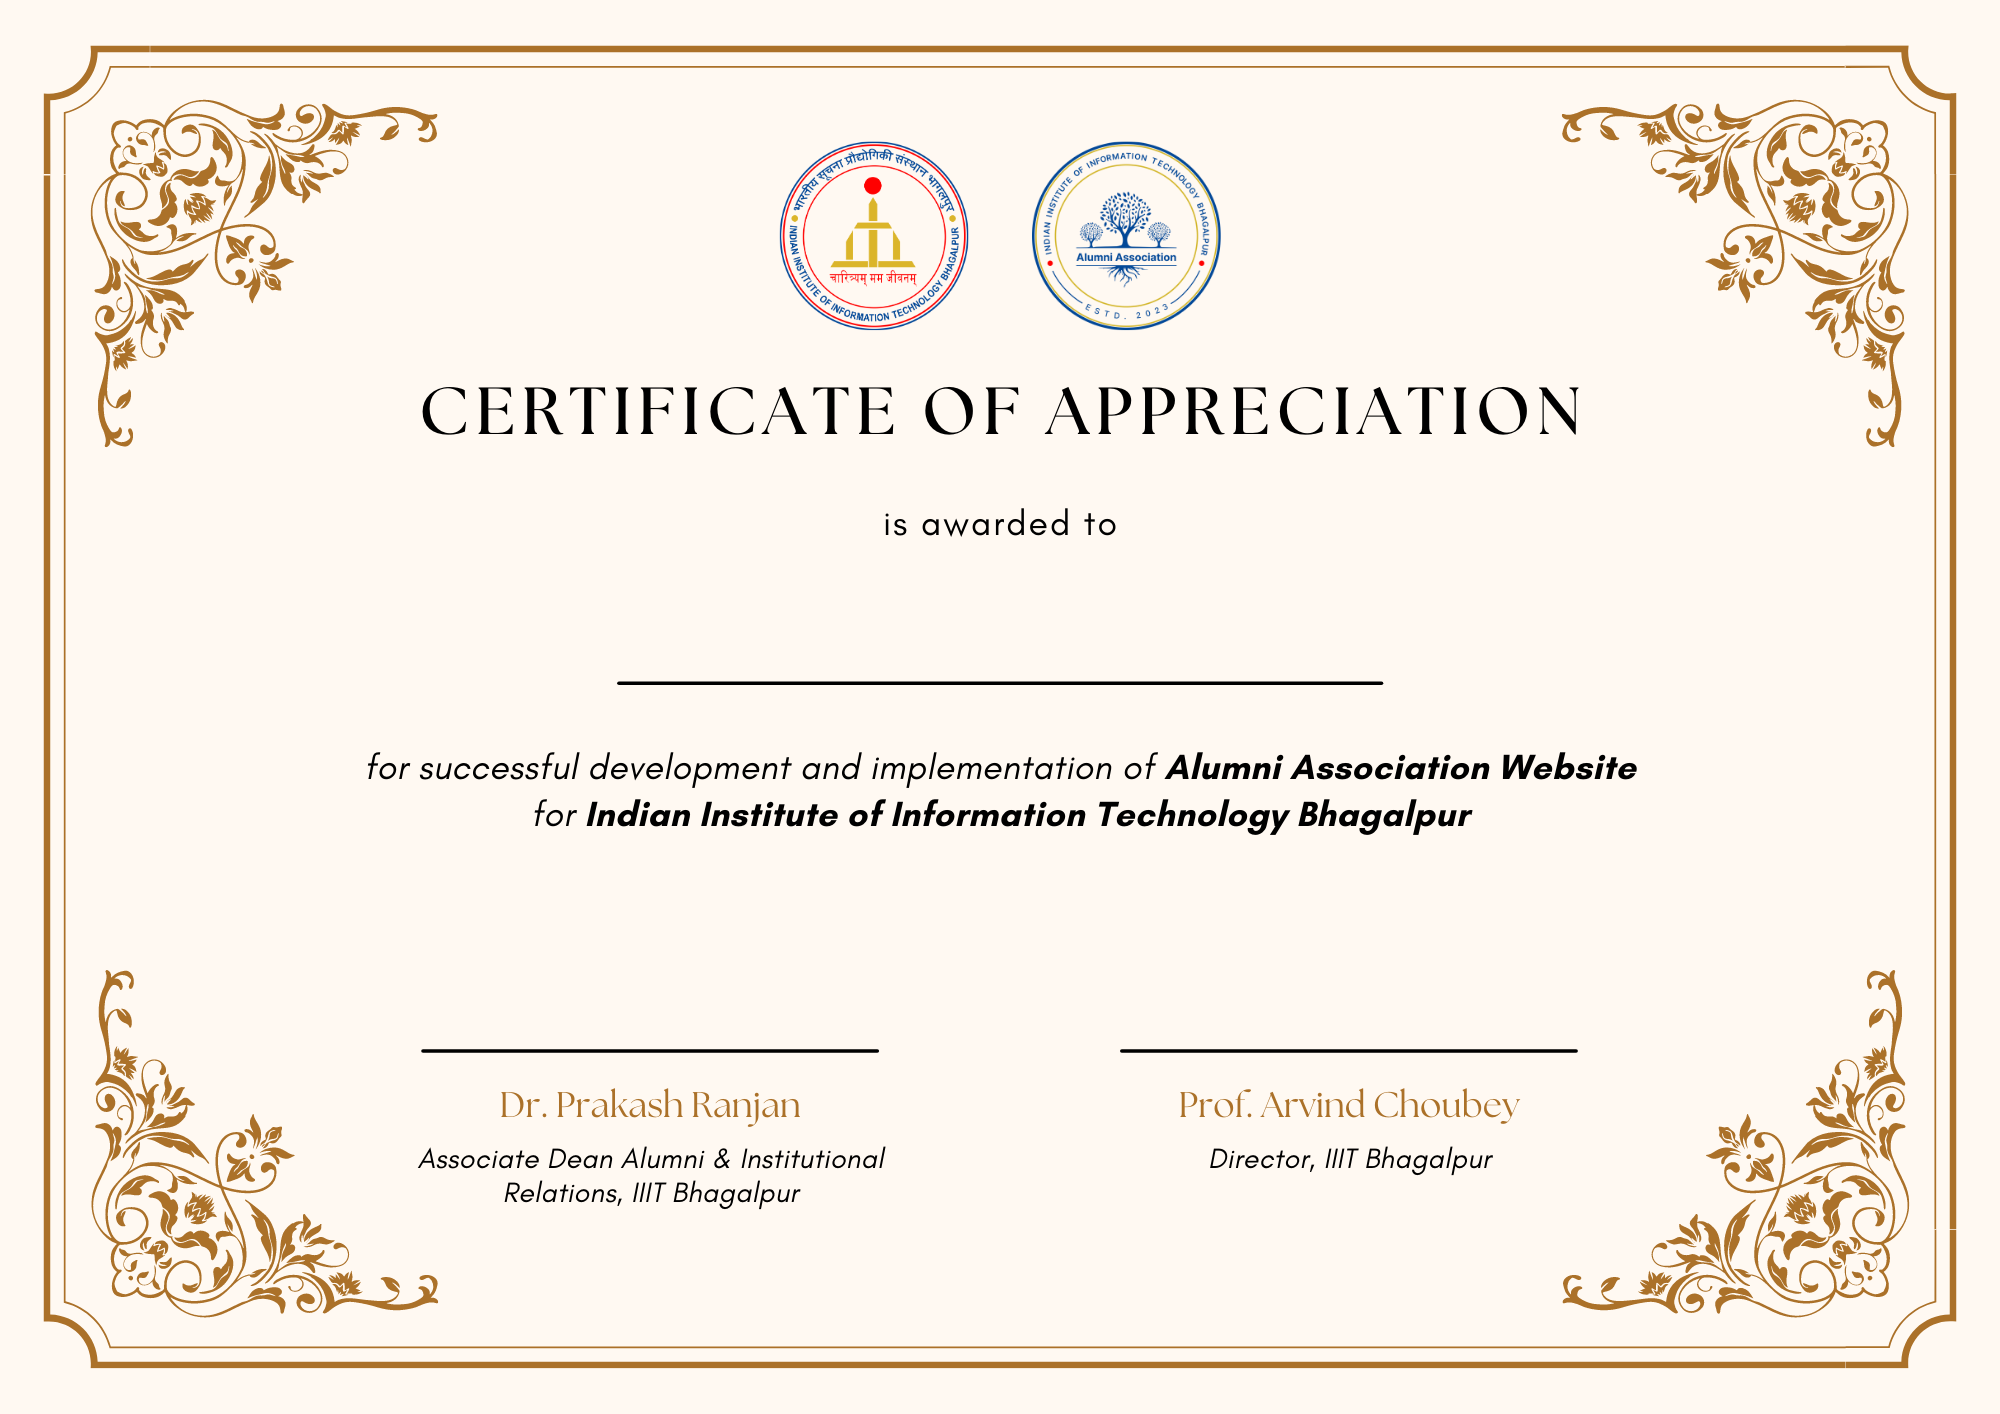 भारतीय सूचना प्रौद्योगिकी संस्थान भागलपुर
चारित्र्यम् मम जीवनम्
INDIAN INSTITUTE OF INFORMATION TECHNOLOGY BHAGALPUR
INDIAN INSTITUTE OF INFORMATION TECHNOLOGY BHAGALPUR
Alumni Association
ESTD. 2023
CERTIFICATE OF APPRECIATION
is awarded to
for successful development and implementation of Alumni Association Website
for Indian Institute of Information Technology Bhagalpur
Dr. Prakash Ranjan
Associate Dean Alumni & Institutional
Relations, IIIT Bhagalpur
Prof. Arvind Choubey
Director, IIIT Bhagalpur